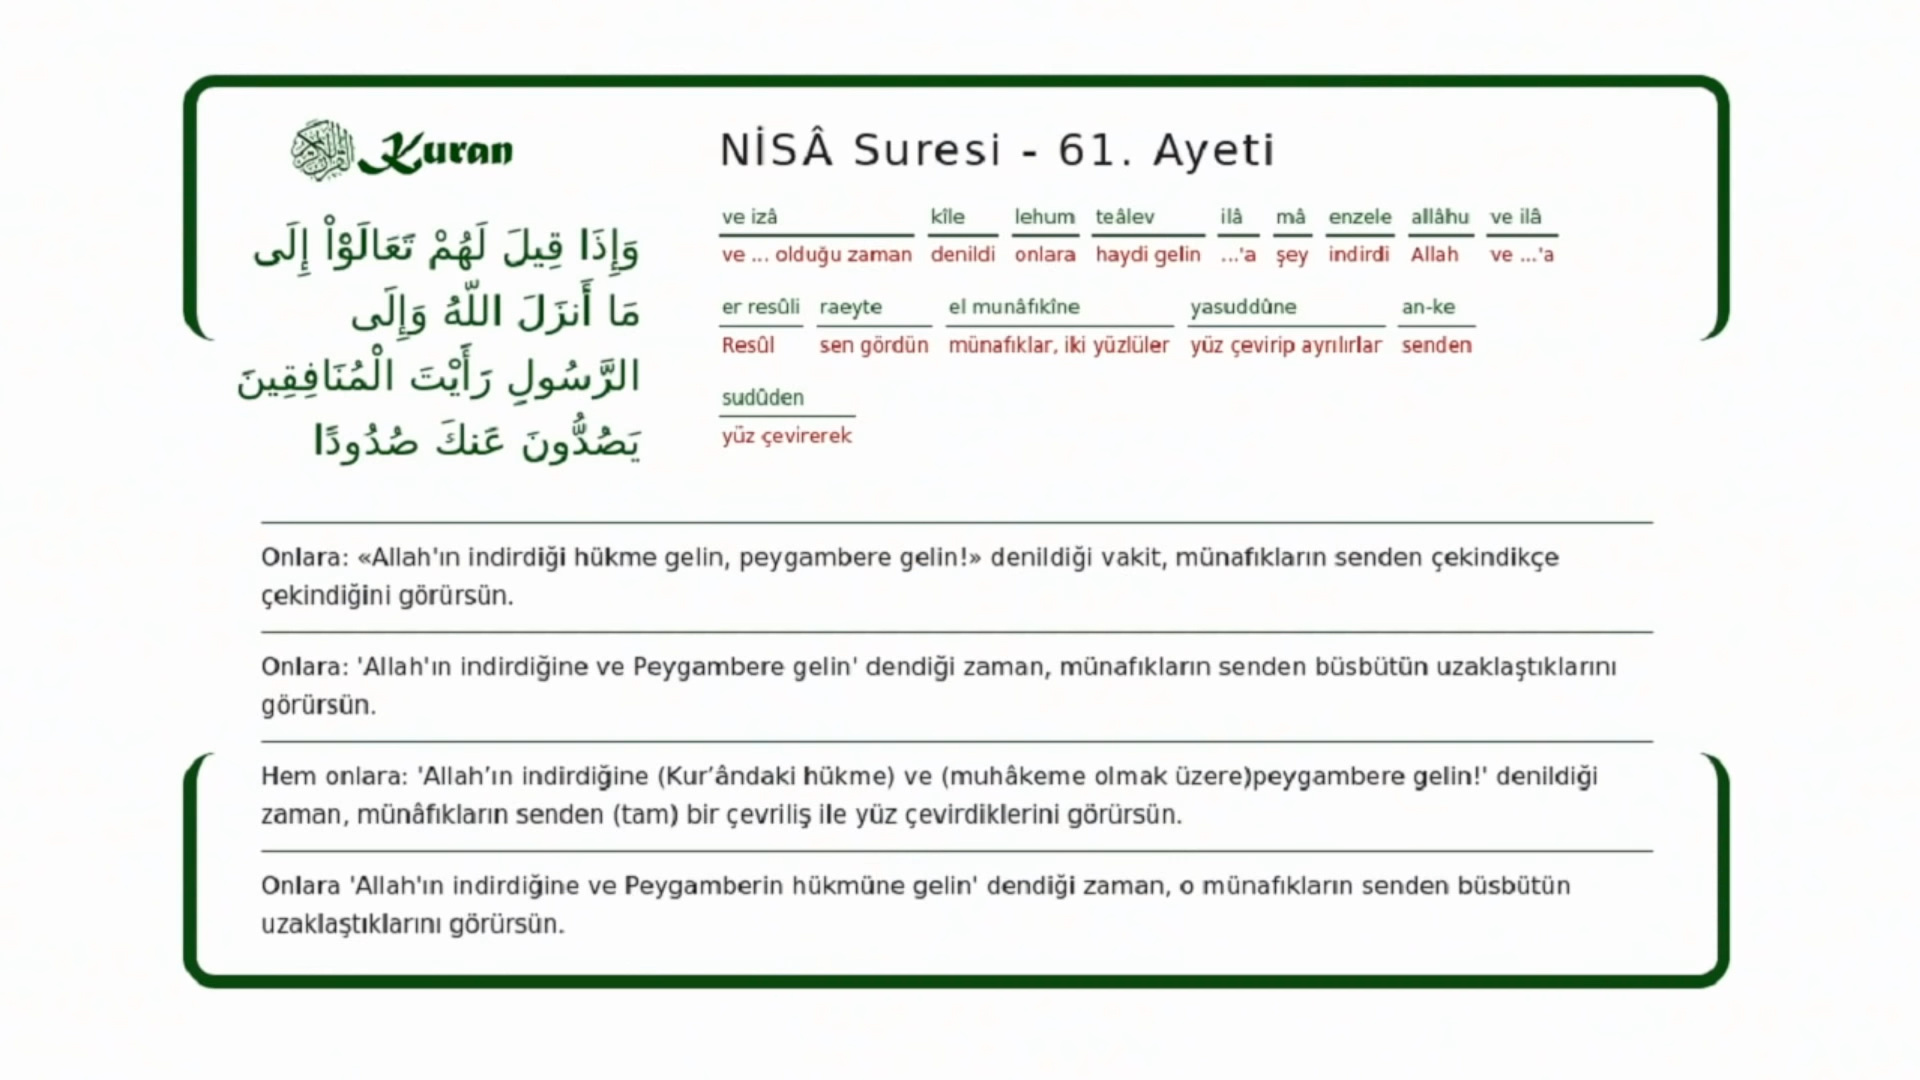 Kuran
NİSÂ Suresi - 61. Ayeti
وَإِذَا قِيلَ لَهُمْ تَعَالَوْاْ إِلَى
مَا أَنزَلَ اللّهُ وَإِلَى
الرَّسُولِ رَأَيْتَ الْمُنَافِقِينَ
يَصُدُّونَ عَنكَ صُدُودًا
ve izâ kîle lehum teâlev ilâ mâ enzele allâhu ve ilâ
ve ... olduğu zaman denildi onlara haydi gelin ...'a şey indirdi Allah ve ...'a
er resûli raeyte el munâfıkîne yasuddûne an-ke
Resûl sen gördün münafıklar, iki yüzlüler yüz çevirip ayrılırlar senden
sudûden
yüz çevirerek
Onlara: «Allah'ın indirdiği hükme gelin, peygambere gelin!» denildiği vakit, münafıkların senden çekindikçe
çekindiğini görürsün.
Onlara: 'Allah'ın indirdiğine ve Peygambere gelin' dendiği zaman, münafıkların senden büsbütün uzaklaştıklarını
görürsün.
Hem onlara: 'Allah’ın indirdiğine (Kur’ândaki hükme) ve (muhâkeme olmak üzere)peygambere gelin!' denildiği
zaman, münâfıkların senden (tam) bir çevriliş ile yüz çevirdiklerini görürsün.
Onlara 'Allah'ın indirdiğine ve Peygamberin hükmüne gelin' dendiği zaman, o münafıkların senden büsbütün
uzaklaştıklarını görürsün.